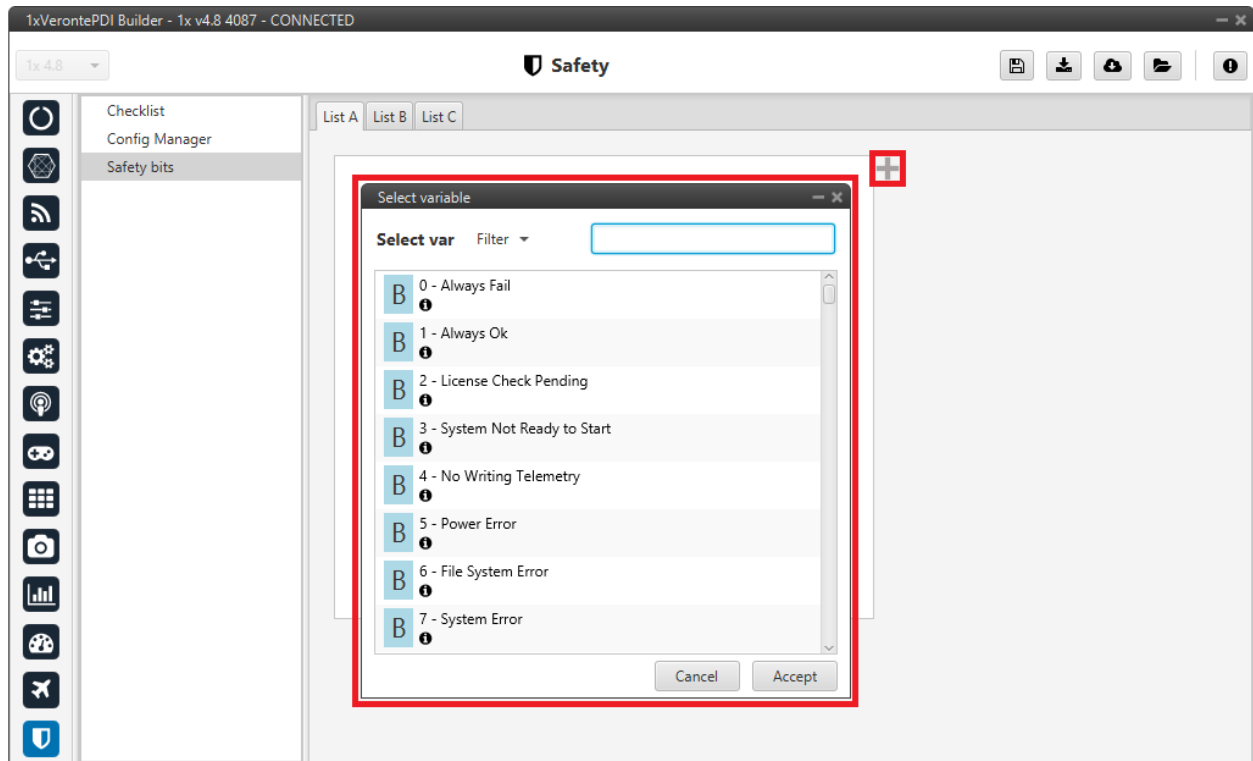 1xVerontePDI Builder - 1x v4.8 4087 - CONNECTED
1x 4.8
Safety
Checklist
Config Manager
Safety bits
List A List B List C
Select variable
Select var Filter
B 0 - Always Fail
B 1 - Always Ok
B 2 - License Check Pending
B 3 - System Not Ready to Start
B 4 - No Writing Telemetry
B 5 - Power Error
B 6 - File System Error
B 7 - System Error
Cancel Accept